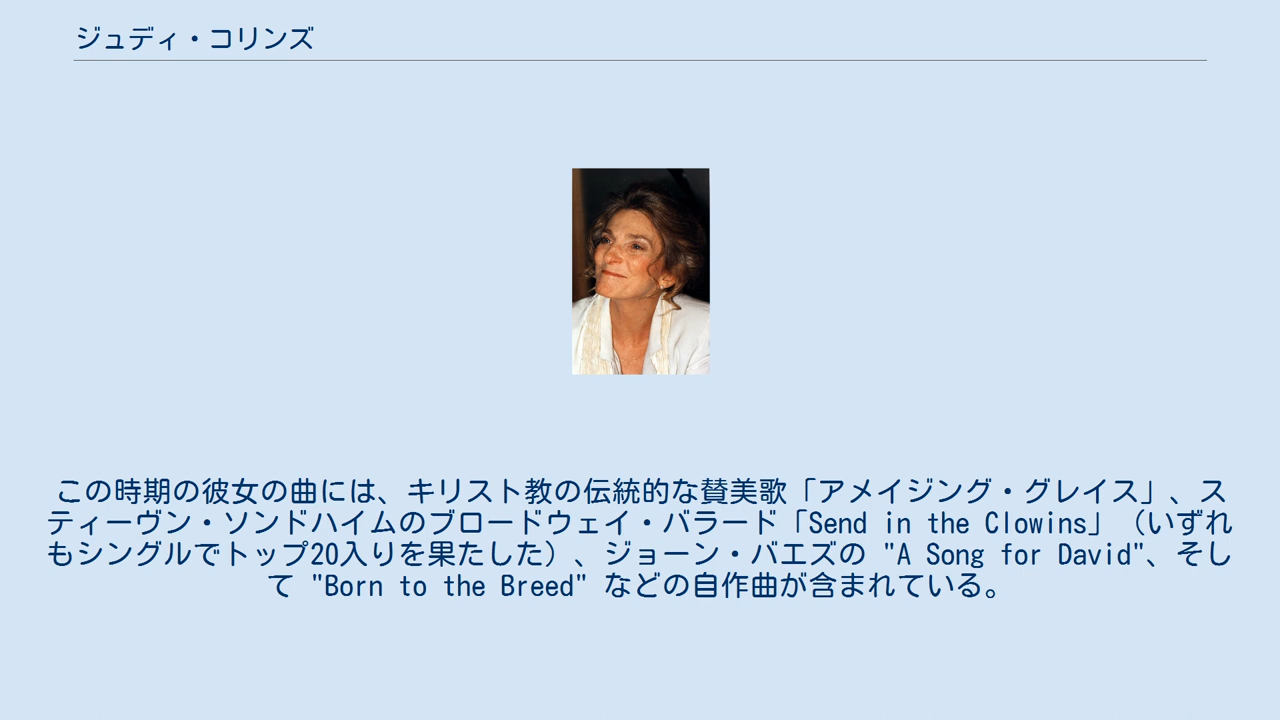 ジュディ・コリンズ
この時期の彼女の曲には、キリスト教の伝統的な賛美歌「アメイジング・グレイス」、ス
ティーヴン・ソンドハイムのブロードウェイ・バラード「Send in the Clowins」（いずれ
もシングルでトップ20入りを果たした）、ジョーン・バエズの "A Song for David"、そし
て "Born to the Breed" などの自作曲が含まれている。